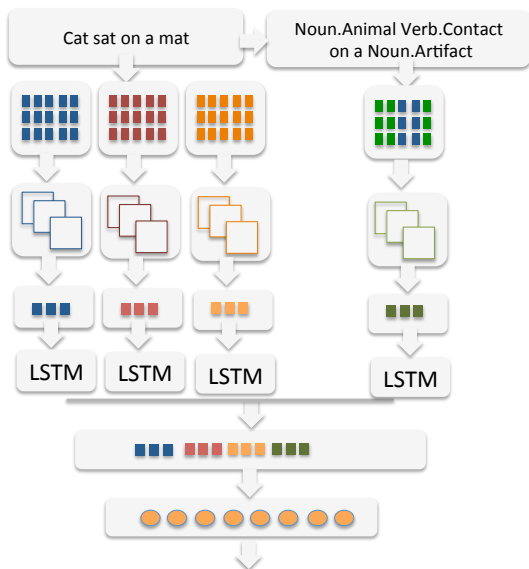 Cat sat on a mat
Noun.Animal Verb.Contact
on a Noun.Artifact
LSTM
LSTM
LSTM
LSTM